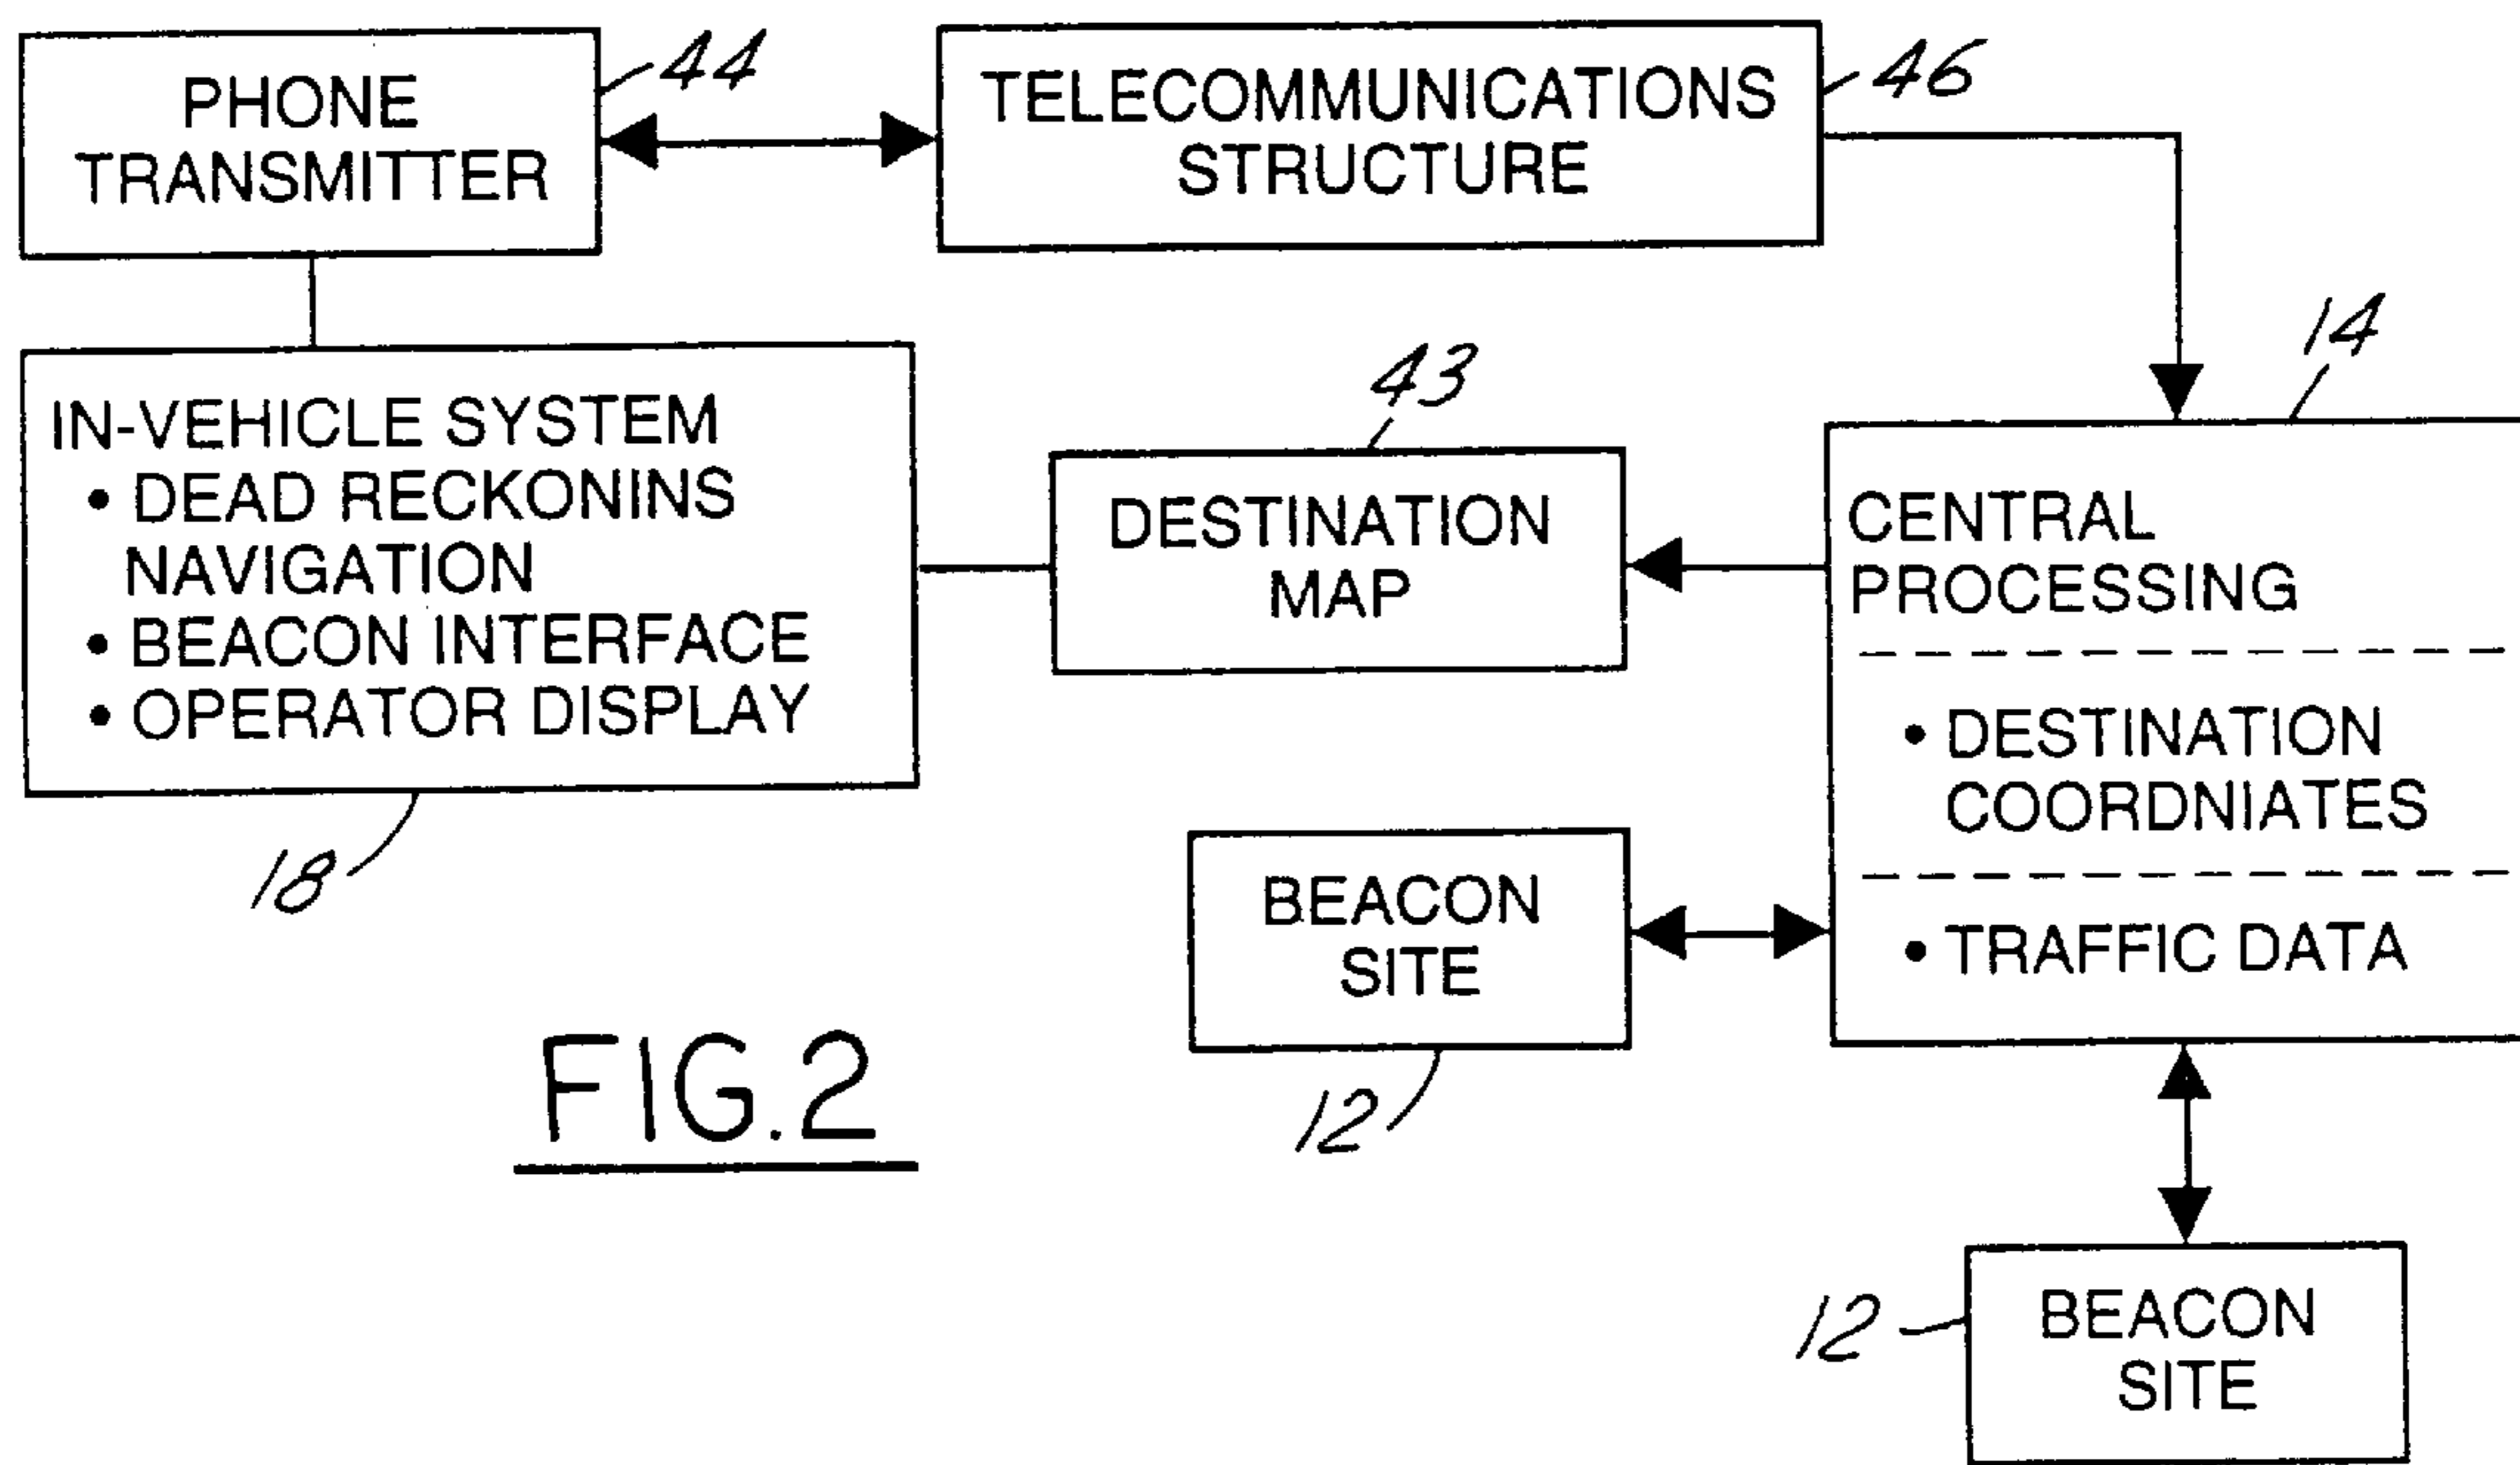 PHONE
TRANSMITTER
44
TELECOMMUNICATIONS
STRUCTURE
46
IN-VEHICLE SYSTEM
• DEAD RECKONINS
NAVIGATION
• BEACON INTERFACE
• OPERATOR DISPLAY
18
43
DESTINATION
MAP
14
CENTRAL
PROCESSING
• DESTINATION
COORDNIATES
• TRAFFIC DATA
BEACON
SITE
12
FIG.2
12
BEACON
SITE